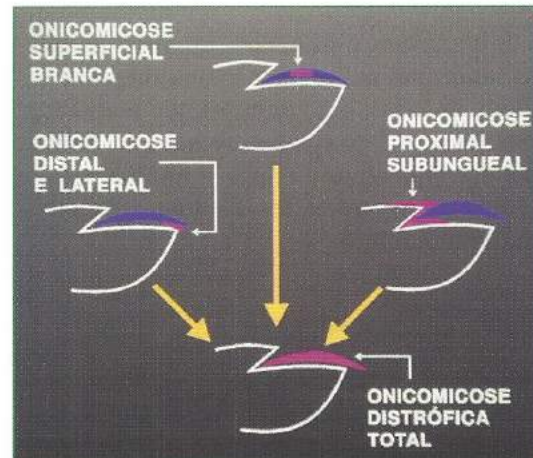 ONICOMICOSE
SUPERFICIAL
BRANCA
ONICOMICOSE
DISTAL
E LATERAL
ONICOMICOSE
PROXIMAL
SUBUNGUEAL
ONICOMICOSE
DISTRÓFICA
TOTAL